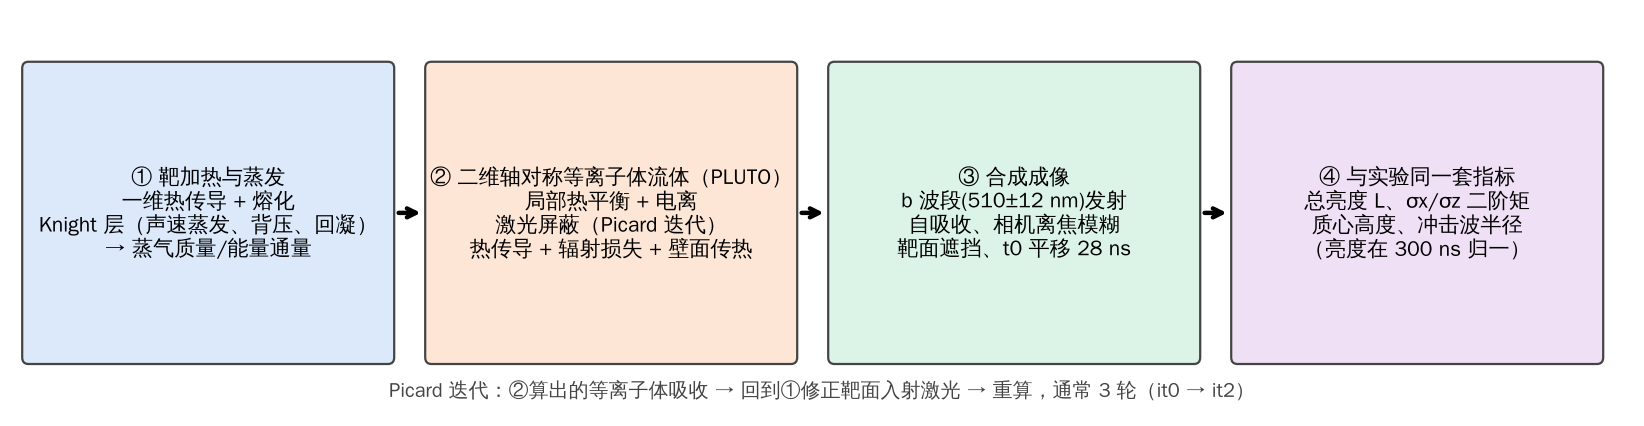 ① 靶加热与蒸发
一维热传导 + 熔化
Knight 层（声速蒸发、背压、回凝）
→ 蒸气质量/能量通量
② 二维轴对称等离子体流体（PLUTO）
局部热平衡 + 电离
激光屏蔽（Picard 迭代）
热传导 + 辐射损失 + 壁面传热
③ 合成成像
b 波段(510±12 nm)发射
自吸收、相机离焦模糊
靶面遮挡、t0 平移 28 ns
④ 与实验同一套指标
总亮度 L、σx/σz 二阶矩
质心高度、冲击波半径
（亮度在 300 ns 归一）
Picard 迭代：②算出的等离子体吸收 → 回到①修正靶面入射激光 → 重算，通常 3 轮（it0 → it2）